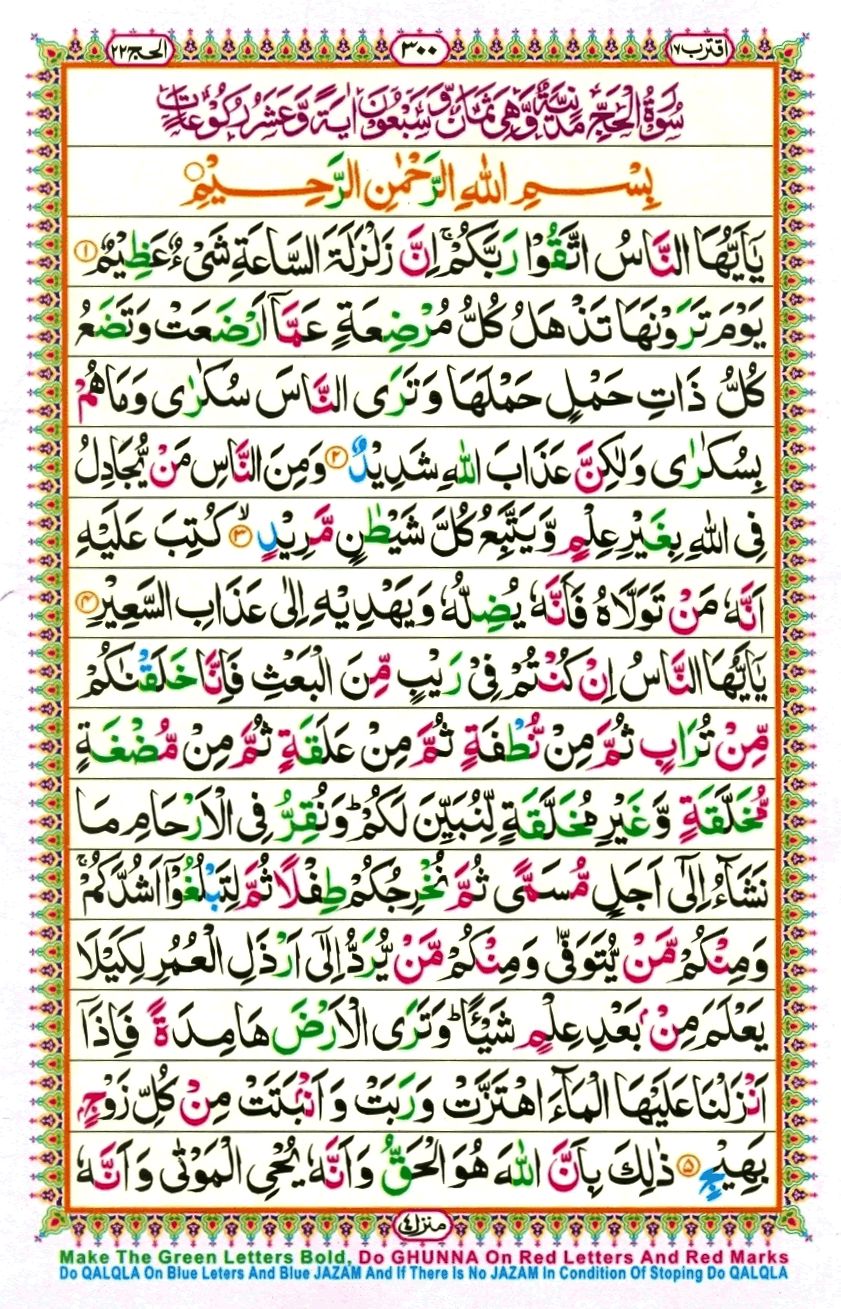 اقترب ١٧
٣٠٠
الحج ٢٢
سُوۡرَةُ الۡحَجِّ مَدَنِيَّةٌ وَّهِىَ ثَمَانٌ وَّسَبۡعُوۡنَ اٰيَةً وَّعَشَرُ رُكُوۡعَاتٍ
بِسۡمِ اللّٰهِ الرَّحۡمٰنِ الرَّحِيۡمِ
يٰۤاَيُّهَا النَّاسُ اتَّقُوۡا رَبَّكُمۡ‌ۚ اِنَّ زَلۡزَلَةَ السَّاعَةِ شَىۡءٌ عَظِيۡمٌ ١
يَوۡمَ تَرَوۡنَهَا تَذۡهَلُ كُلُّ مُرۡضِعَةٍ عَمَّاۤ اَرۡضَعَتۡ وَتَضَعُ
كُلُّ ذَاتِ حَمۡلٍ حَمۡلَهَا وَتَرَى النَّاسَ سُكٰرٰى وَمَا هُمۡ
بِسُكٰرٰى وَلٰـكِنَّ عَذَابَ اللّٰهِ شَدِيۡدٌ ٢ وَمِنَ النَّاسِ مَنۡ يُّجَادِلُ
فِى اللّٰهِ بِغَيۡرِ عِلۡمٍ وَّيَتَّبِعُ كُلَّ شَيۡطٰنٍ مَّرِيۡدٍ ۙ‏ ٣ كُتِبَ عَلَيۡهِ
اَنَّهٗ مَنۡ تَوَلَّاهُ فَاَنَّهٗ يُضِلُّهٗ وَيَهۡدِيۡهِ اِلٰى عَذَابِ السَّعِيۡرِ ٤
يٰۤاَيُّهَا النَّاسُ اِنۡ كُنۡتُمۡ فِىۡ رَيۡبٍ مِّنَ الۡبَعۡثِ فَاِنَّا خَلَقۡنٰكُمۡ
مِّنۡ تُرَابٍ ثُمَّ مِنۡ نُّطۡفَةٍ ثُمَّ مِنۡ عَلَقَةٍ ثُمَّ مِنۡ مُّضۡغَةٍ
مُّخَلَّقَةٍ وَّغَيۡرِ مُخَلَّقَةٍ لِّـنُبَيِّنَ لَكُمۡ‌ؕ وَنُقِرُّ فِى الۡاَرۡحَامِ مَا
نَشَآءُ اِلٰٓى اَجَلٍ مُّسَمًّى ثُمَّ نُخۡرِجُكُمۡ طِفۡلًا ثُمَّ لِتَبۡلُغُوۡۤا اَشُدَّكُمۡ‌ۚ
وَمِنۡكُمۡ مَّنۡ يُّتَوَفّٰى وَمِنۡكُمۡ مَّنۡ يُّرَدُّ اِلٰٓى اَرۡذَلِ الۡعُمُرِ لِكَيۡلَا
يَعۡلَمَ مِنۡۢ بَعۡدِ عِلۡمٍ شَيۡـًٔا‌ؕ وَتَرَى الۡاَرۡضَ هَامِدَةً فَاِذَاۤ
اَنۡزَلۡنَا عَلَيۡهَا الۡمَآءَ اهۡتَزَّتۡ وَرَبَتۡ وَاَنۡۢبَتَتۡ مِنۡ كُلِّ زَوۡجٍۢ
بَهِيۡجٍ ٥ ذٰلِكَ بِاَنَّ اللّٰهَ هُوَ الۡحَقُّ وَاَنَّهٗ يُحۡىِ الۡمَوۡتٰى وَاَنَّهٗ
منزل ٤
Make The Green Letters Bold, Do GHUNNA On Red Letters And Red Marks
Do QALQLA On Blue Leters And Blue JAZAM And If There Is No JAZAM In Condition Of Stoping Do QALQLA